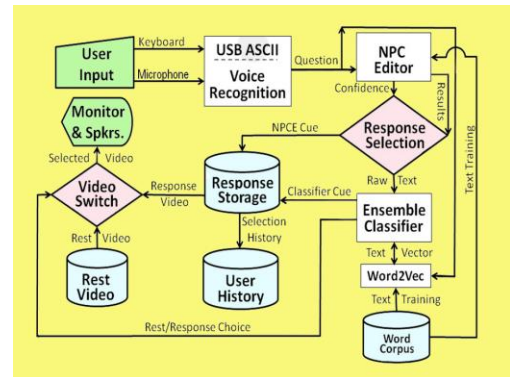 User
Input
Keyboard
Microphone
USB ASCII
Voice
Recognition
Question
NPC
Editor
Confidence
Results
Text Training
Monitor
& Spkrs.
NPCE Cue
Response
Selection
Selected Video
Video
Switch
Response
Video
Response
Storage
Classifier Cue
Raw Text
Ensemble
Classifier
Rest Video
Selection
History
Text Vector
Rest
Video
User
History
Word2Vec
Text Training
Rest/Response Choice
Word
Corpus